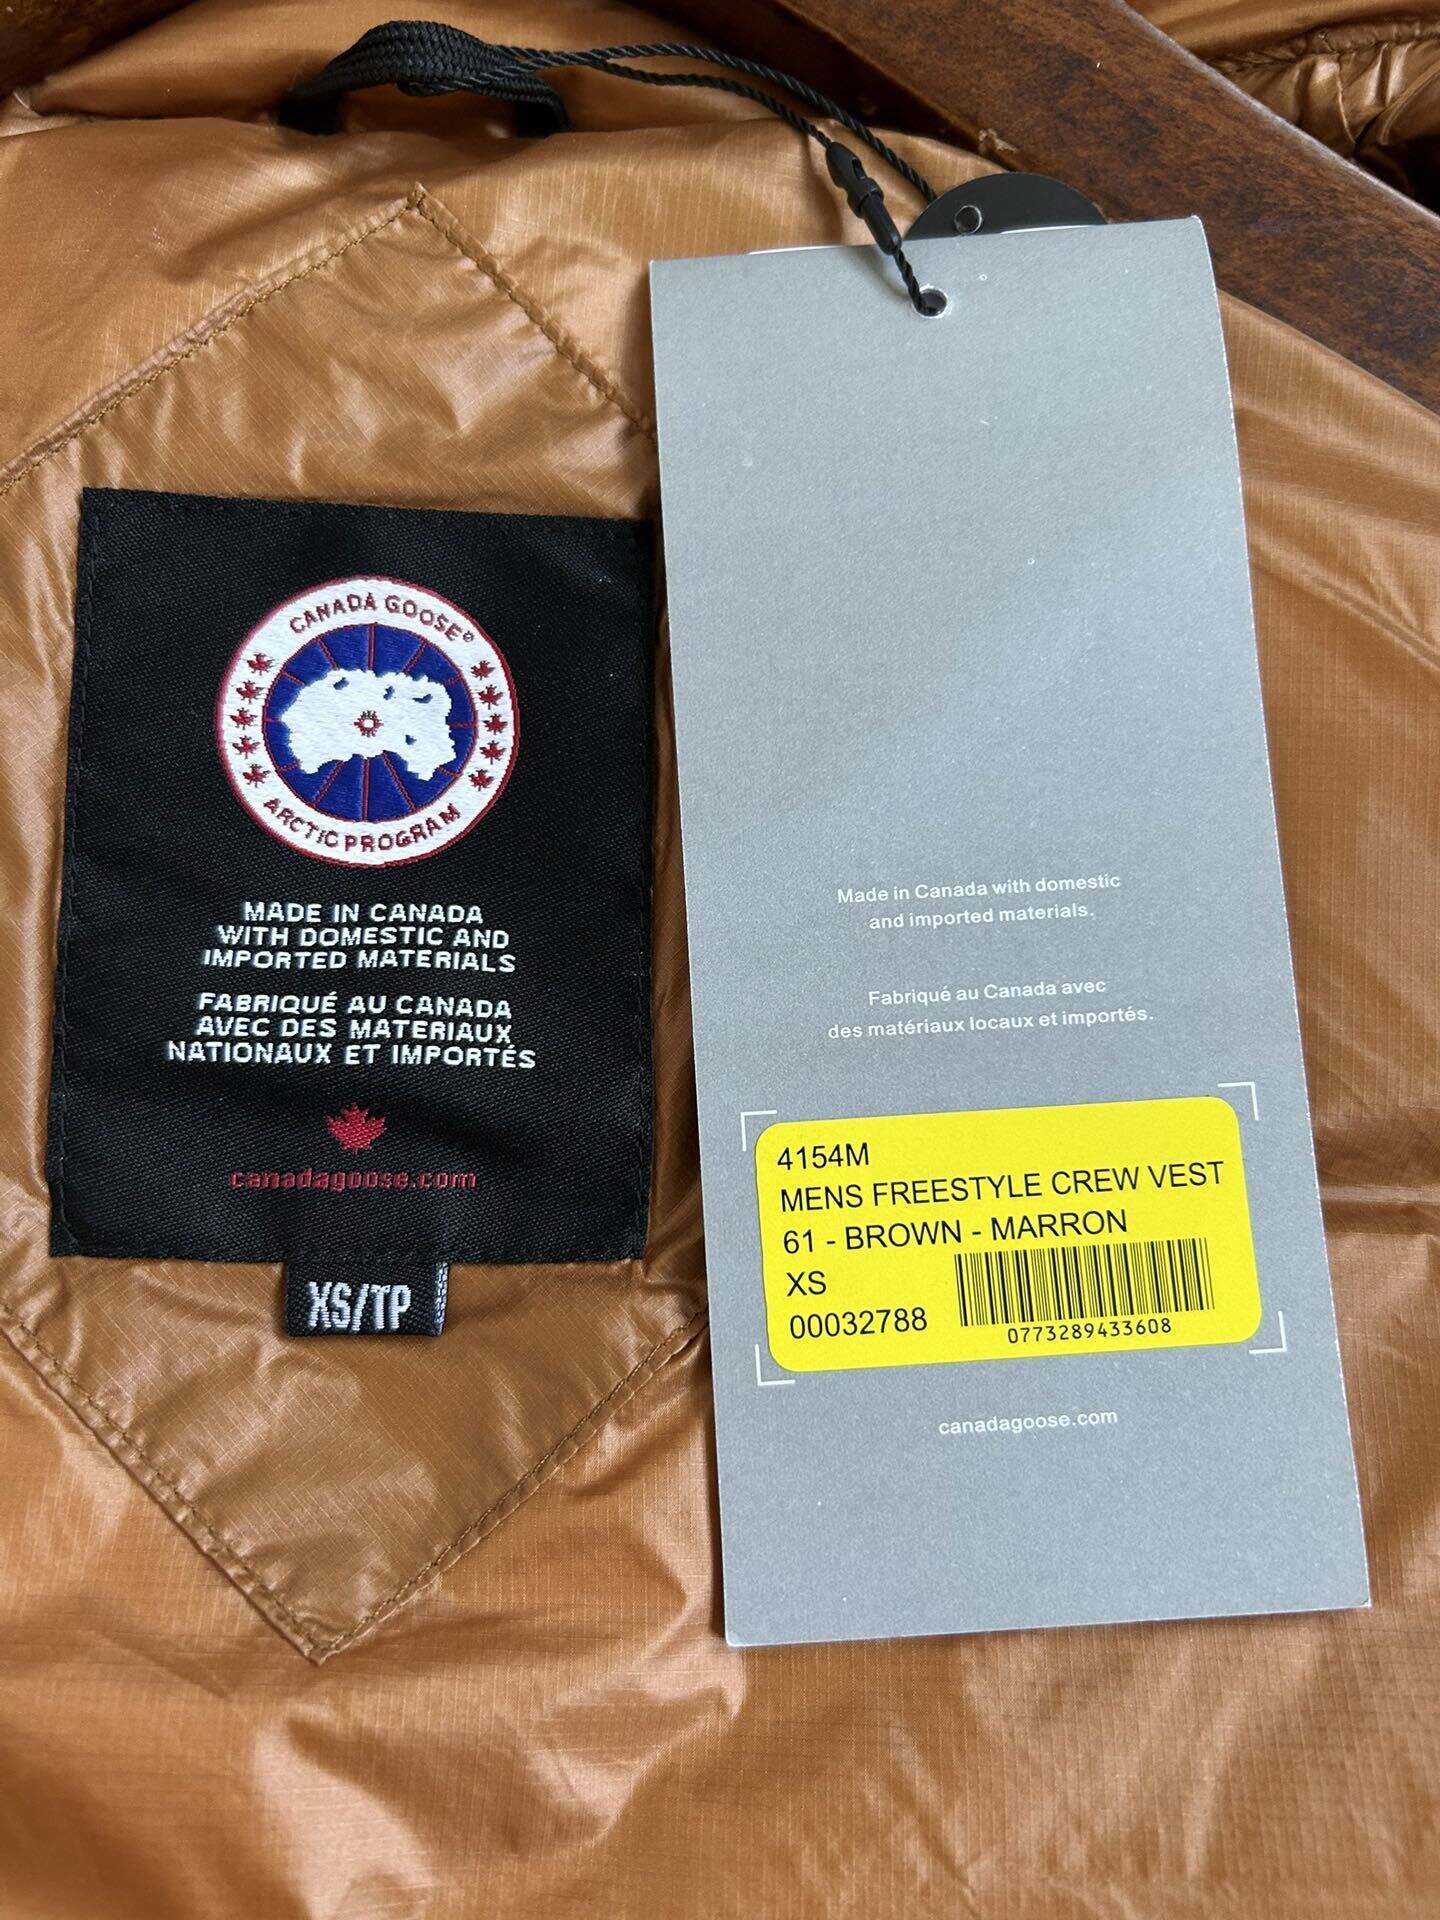 CANADA GOOSE®
ARCTIC PROGRAM
MADE IN CANADA
WITH DOMESTIC AND
IMPORTED MATERIALS
FABRIQUÉ AU CANADA
AVEC DES MATERIAUX
NATIONAUX ET IMPORTÉS
canadagoose.com
XS/TP
Made in Canada with domestic
and imported materials.
Fabriqué au Canada avec
des matériaux locaux et importés.
4154M
MENS FREESTYLE CREW VEST
61 - BROWN - MARRON
XS
00032788
0773289433608
canadagoose.com